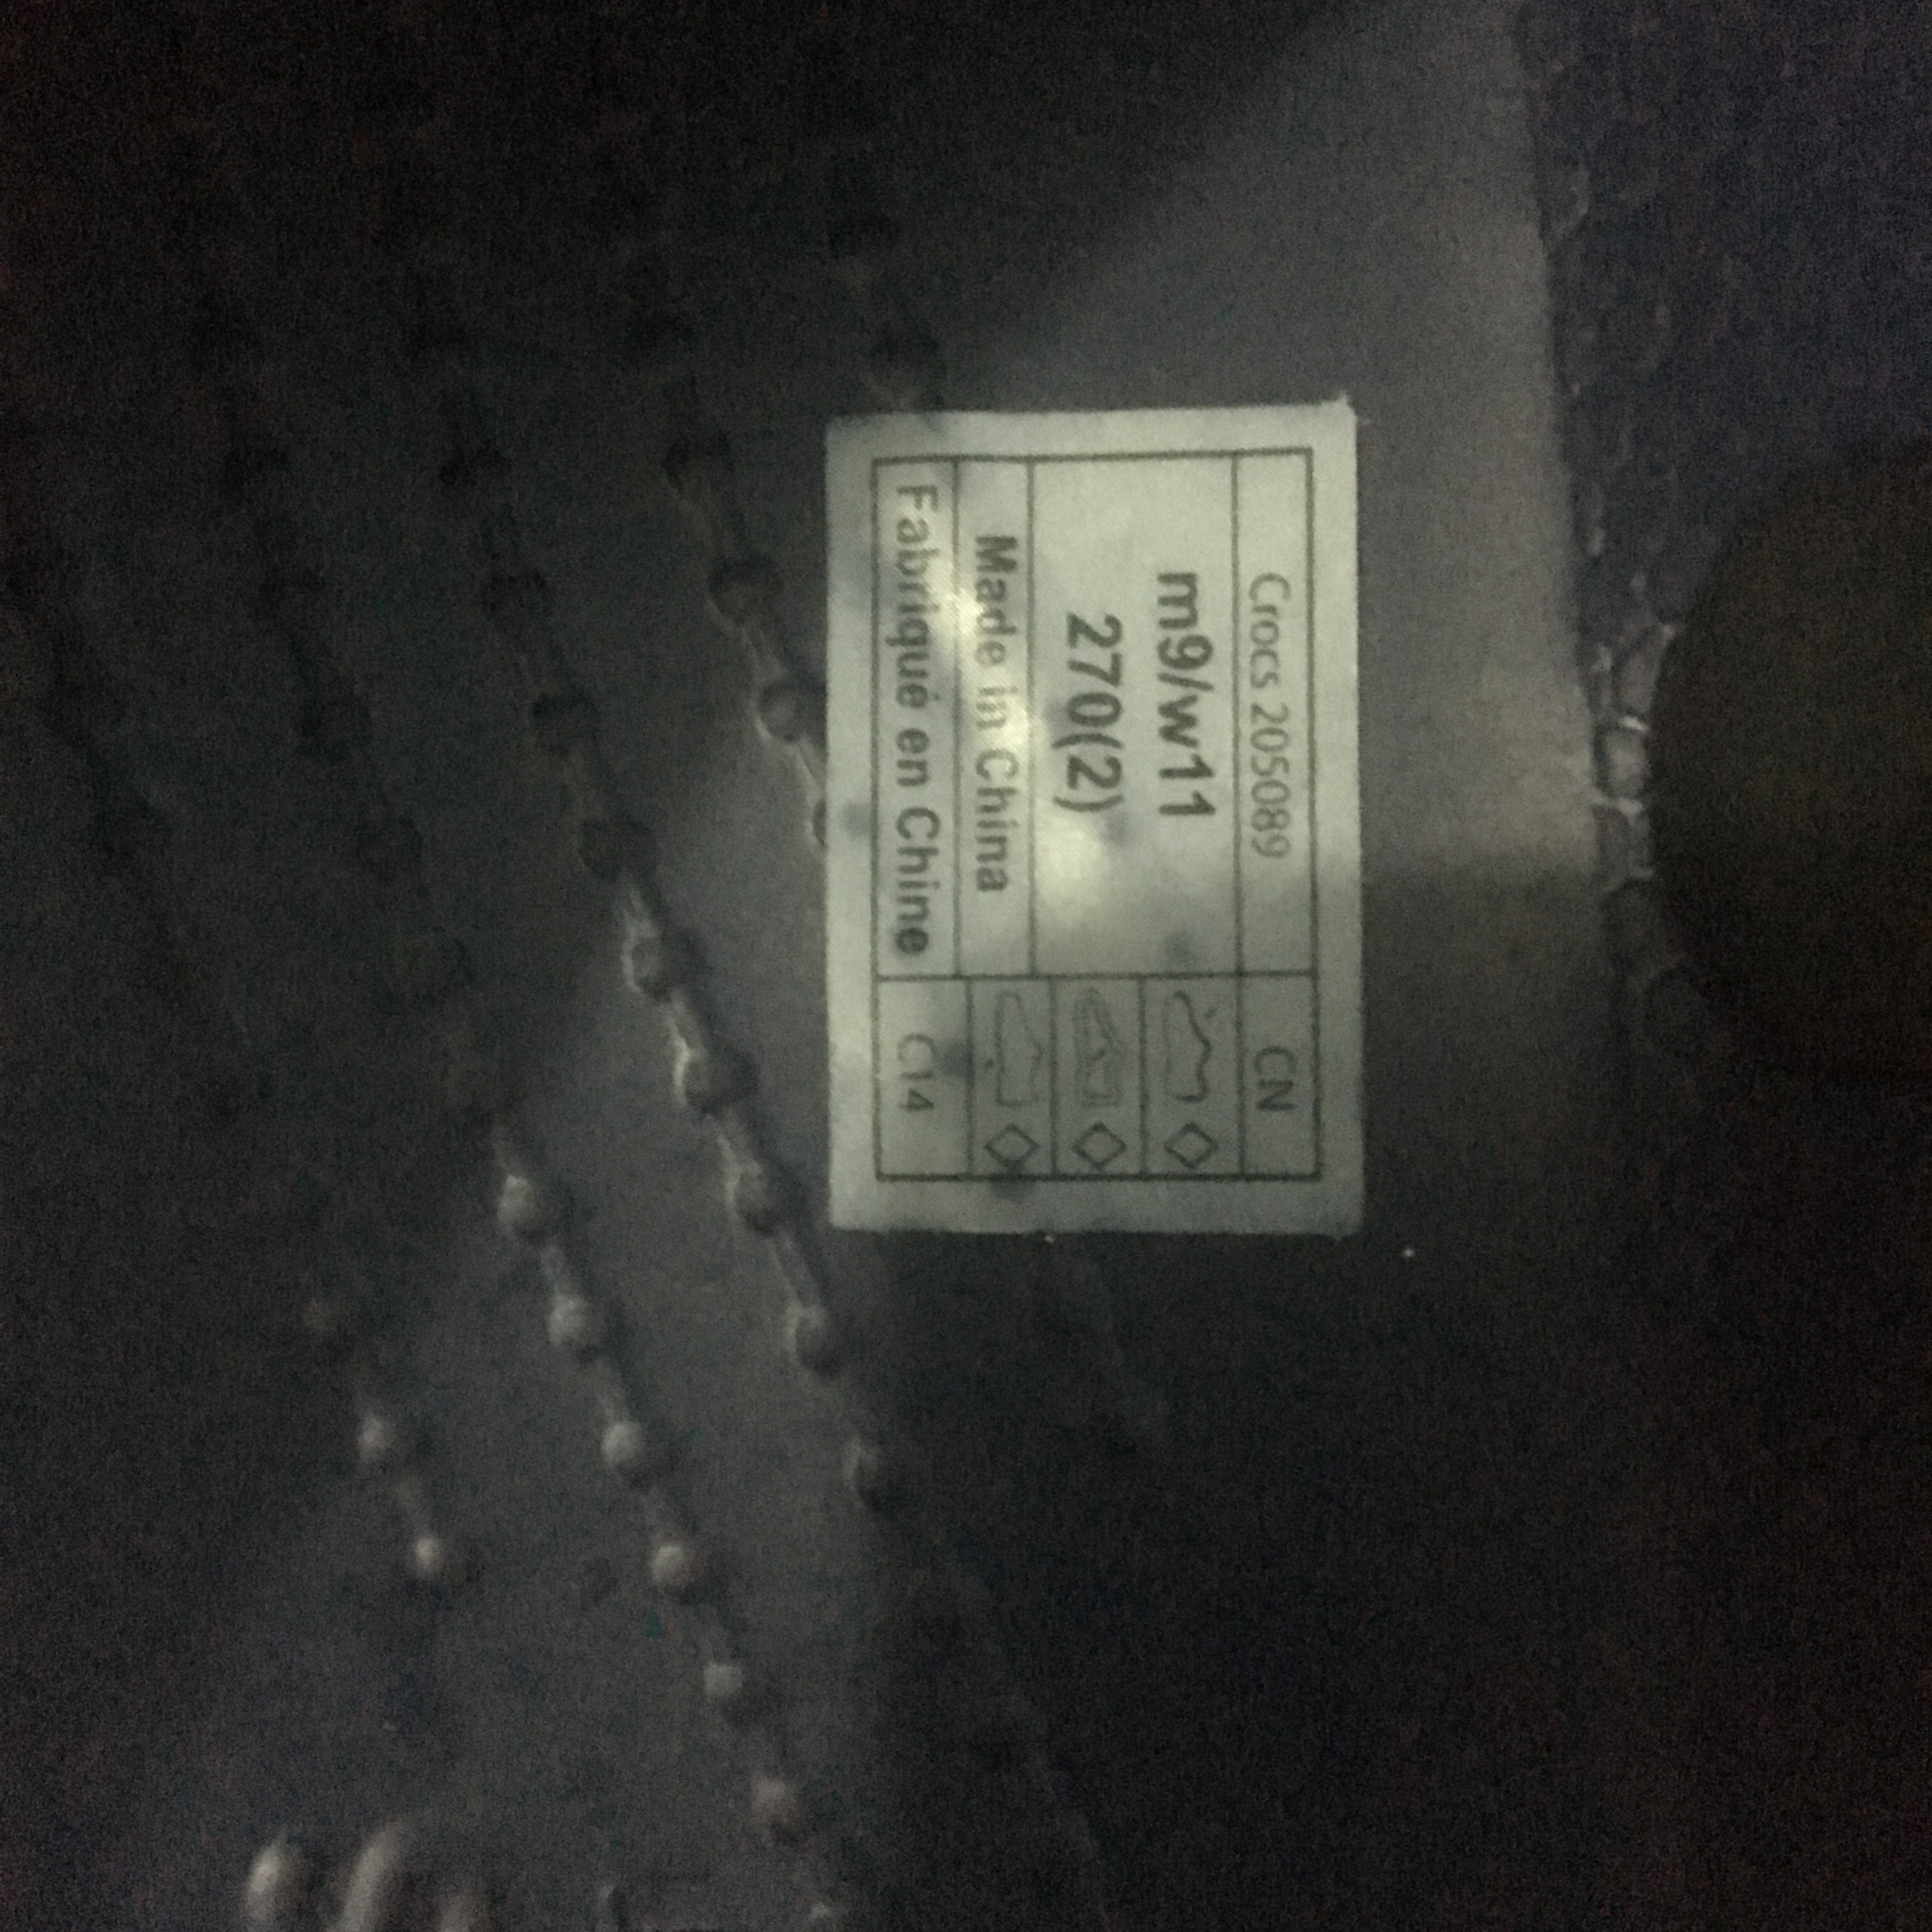 Crocs 205089
CN
m9/w11
270(2)
Made in China
Fabriqué en Chine
C14